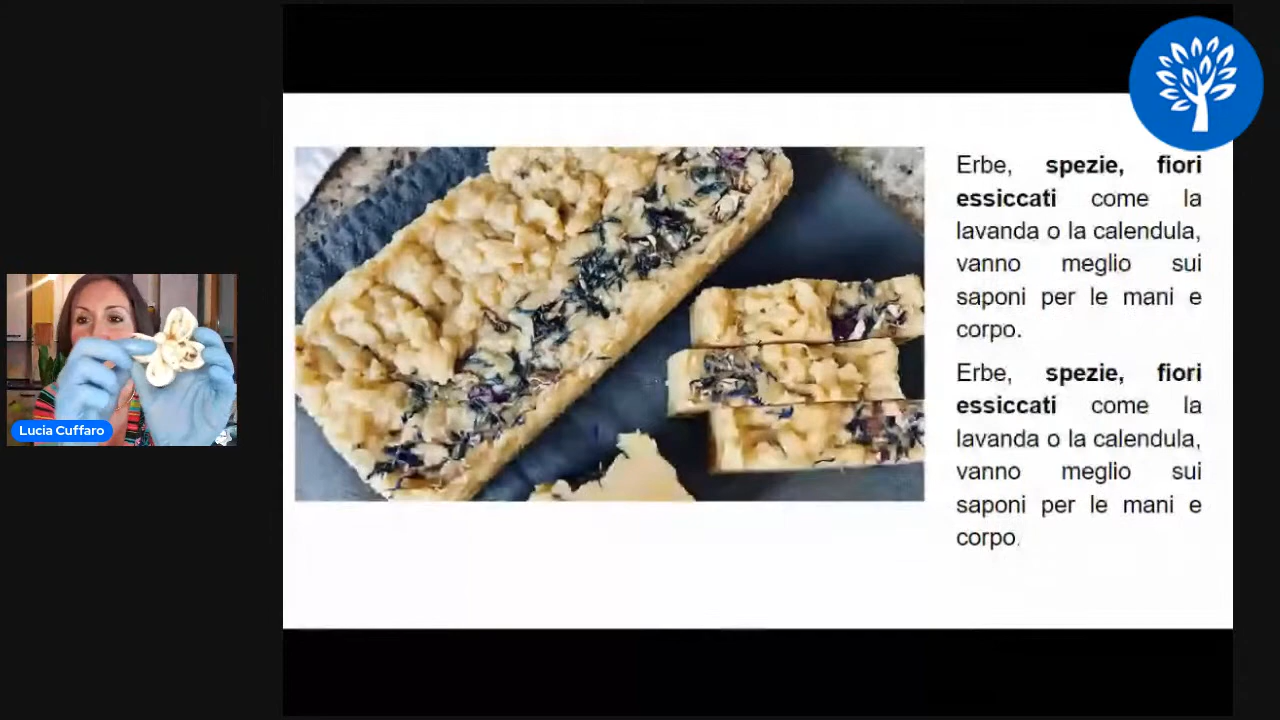 Erbe, spezie, fiori
essiccati come la
lavanda o la calendula,
vanno meglio sui
saponi per le mani e
corpo.
Erbe, spezie, fiori
essiccati come la
lavanda o la calendula,
vanno meglio sui
saponi per le mani e
corpo.
Lucia Cuffaro